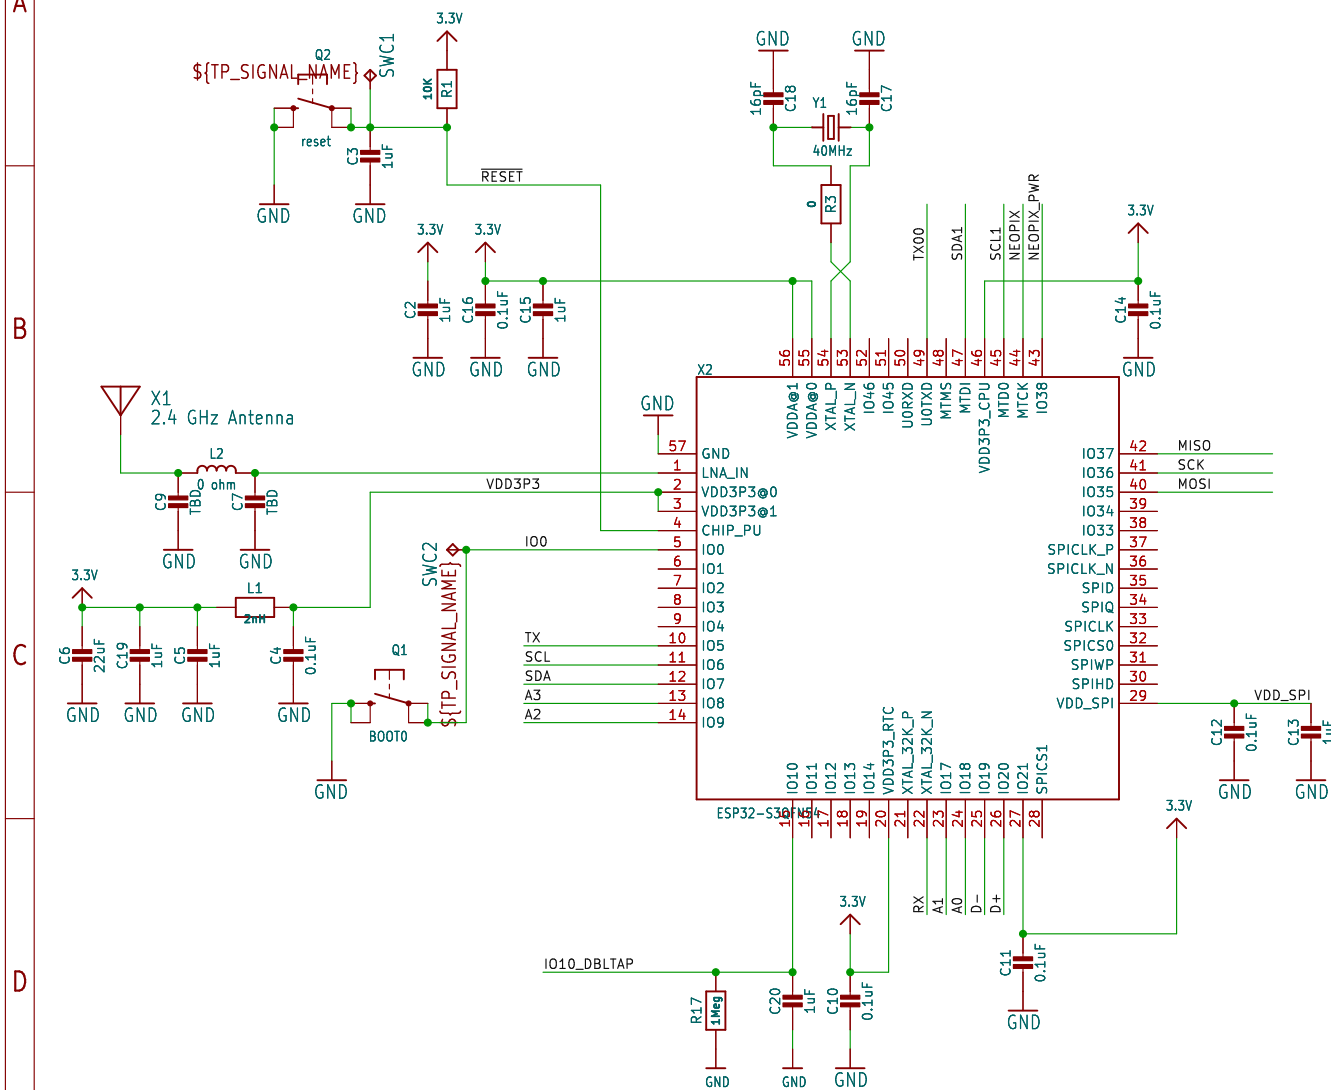 A
B
C
D
3.3V
10K
R1
Q2
${TP_SIGNAL_NAME}
SWC1
reset
C3
1uF
GND
GND
RESET
GND
GND
16pF
C18
16pF
C17
Y1
40MHz
0
R3
TX00
SDA1
SCL1
NEOPIX
NEOPIX_PWR
3.3V
C14
0.1uF
GND
3.3V
3.3V
C2
1uF
C16
0.1uF
C15
1uF
GND
GND
GND
X1
2.4 GHz Antenna
L2
0 ohm
C9
TBD
C7
TBD
GND
GND
VDD3P3
GND
3.3V
L1
2nH
C6
22uF
C19
1uF
C5
1uF
C4
0.1uF
GND
GND
GND
GND
SWC2
${TP_SIGNAL_NAME}
IO0
Q1
BOOT0
GND
TX
SCL
SDA
A3
A2
X2
56 VDDA@1
55 VDDA@0
54 XTAL_P
53 XTAL_N
52 IO46
51 IO45
50 U0RXD
49 U0TXD
48 MTMS
47 MTDI
46 VDD3P3_CPU
45 MTDO
44 MTCK
43 IO38
57 GND
1 LNA_IN
2 VDD3P3@0
3 VDD3P3@1
4 CHIP_PU
5 IO0
6 IO1
7 IO2
8 IO3
9 IO4
10 IO5
11 IO6
12 IO7
13 IO8
14 IO9
IO37 42 MISO
IO36 41 SCK
IO35 40 MOSI
IO34 39
IO33 38
SPICLK_P 37
SPICLK_N 36
SPID 35
SPIQ 34
SPICLK 33
SPICS0 32
SPIWP 31
SPIHD 30
VDD_SPI 29
VDD_SPI
C12
0.1uF
C13
1uF
GND
GND
IO10
IO11
IO12 17
IO13 18
IO14 19
VDD3P3_RTC 20
XTAL_32K_P 21
XTAL_32K_N 22
IO17 23
IO18 24
IO19 25
IO20 26
IO21 27
SPICS1 28
RX
A1
A0
D-
D+
3.3V
C11
0.1uF
GND
3.3V
IO10_DBLTAP
R17
1Meg
C20
1uF
C10
0.1uF
GND
GND
GND